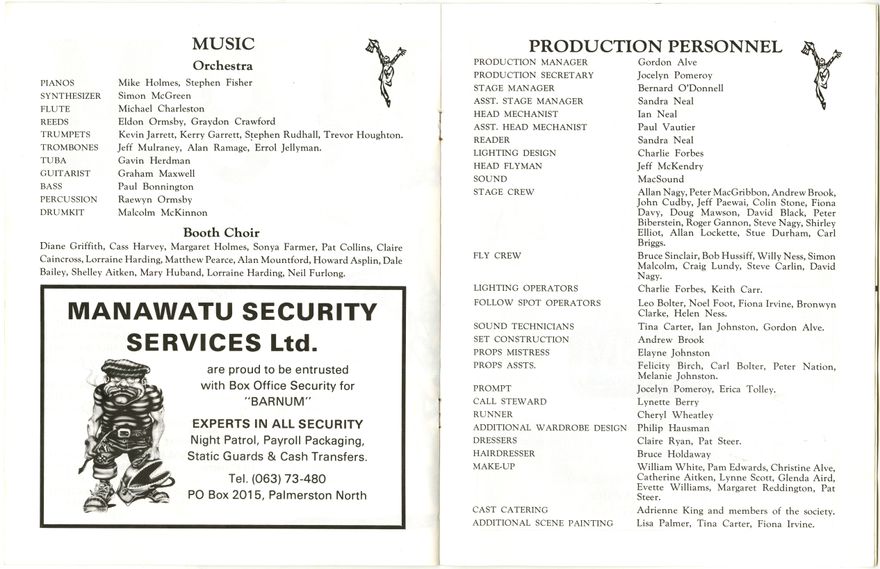 MUSIC
Orchestra
PIANOS Mike Holmes, Stephen Fisher
SYNTHESIZER Simon McGreen
FLUTE Michael Charleston
REEDS Eldon Ormsby, Graydon Crawford
TRUMPETS Kevin Jarrett, Kerry Garrett, Stephen Rudhall, Trevor Houghton.
TROMBONES Jeff Mulraney, Alan Ramage, Errol Jellyman.
TUBA Gavin Herdman
GUITARIST Graham Maxwell
BASS Paul Bonnington
PERCUSSION Raewyn Ormsby
DRUMKIT Malcolm McKinnon
Booth Choir
Diane Griffith, Cass Harvey, Margaret Holmes, Sonya Farmer, Pat Collins, Claire
Caincross, Lorraine Harding, Matthew Pearce, Alan Mountford, Howard Asplin, Dale
Bailey, Shelley Aitken, Mary Huband, Lorraine Harding, Neil Furlong.
MANAWATU SECURITY
SERVICES Ltd.
are proud to be entrusted
with Box Office Security for
"BARNUM"
EXPERTS IN ALL SECURITY
Night Patrol, Payroll Packaging,
Static Guards & Cash Transfers.
Tel. (063) 73-480
PO Box 2015, Palmerston North
PRODUCTION PERSONNEL
PRODUCTION MANAGER Gordon Alve
PRODUCTION SECRETARY Jocelyn Pomeroy
STAGE MANAGER Bernard O'Donnell
ASST. STAGE MANAGER Sandra Neal
HEAD MECHANIST Ian Neal
ASST. HEAD MECHANIST Paul Vautier
READER Sandra Neal
LIGHTING DESIGN Charlie Forbes
HEAD FLYMAN Jeff McKendry
SOUND MacSound
STAGE CREW Allan Nagy, Peter MacGribbon, Andrew Brook,
John Cudby, Jeff Paewai, Colin Stone, Fiona
Davy, Doug Mawson, David Black, Peter
Biberstein, Roger Gannon, Steve Nagy, Shirley
Elliot, Allan Lockette, Stue Durham, Carl
Briggs.
FLY CREW Bruce Sinclair, Bob Hussiff, Willy Ness, Simon
Malcolm, Craig Lundy, Steve Carlin, David
Nagy.
LIGHTING OPERATORS Charlie Forbes, Keith Carr.
FOLLOW SPOT OPERATORS Leo Bolter, Noel Foot, Fiona Irvine, Bronwyn
Clarke, Helen Ness.
SOUND TECHNICIANS Tina Carter, Ian Johnston, Gordon Alve.
SET CONSTRUCTION Andrew Brook
PROPS MISTRESS Elayne Johnston
PROPS ASSTS. Felicity Birch, Carl Bolter, Peter Nation,
Melanie Johnston.
PROMPT Jocelyn Pomeroy, Erica Tolley.
CALL STEWARD Lynette Berry
RUNNER Cheryl Wheatley
ADDITIONAL WARDROBE DESIGN Philip Hausman
DRESSERS Claire Ryan, Pat Steer.
HAIRDRESSER Bruce Holdaway
MAKE-UP William White, Pam Edwards, Christine Alve,
Catherine Aitken, Lynne Scott, Glenda Aird,
Evette Williams, Margaret Reddington, Pat
Steer.
CAST CATERING Adrienne King and members of the society.
ADDITIONAL SCENE PAINTING Lisa Palmer, Tina Carter, Fiona Irvine.